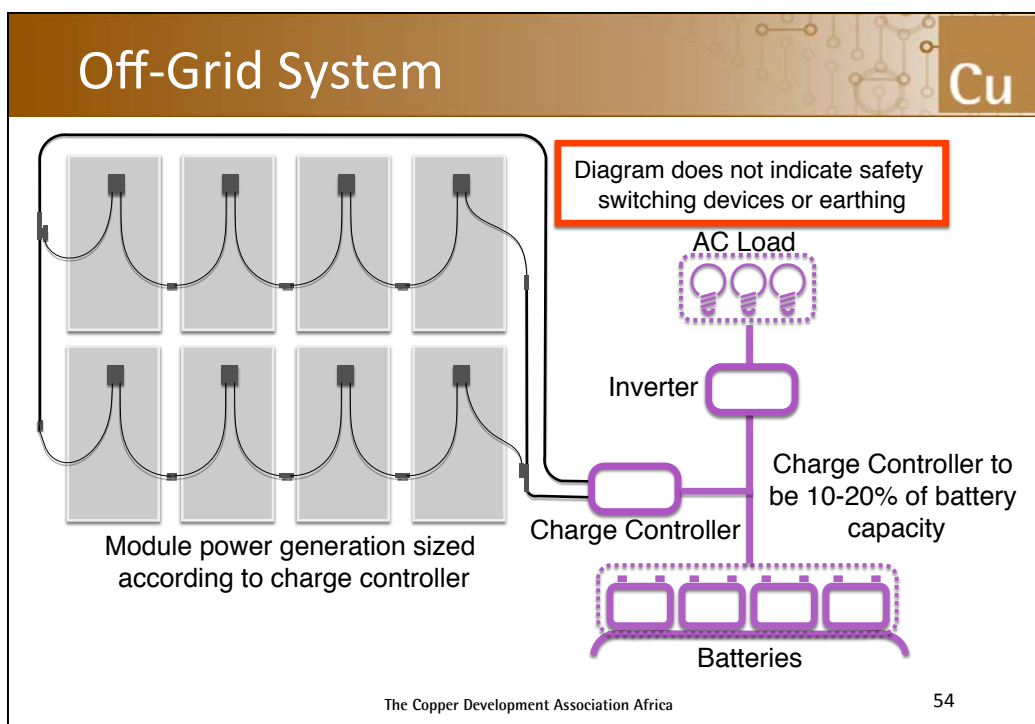 Off-Grid System
Cu
Diagram does not indicate safety
switching devices or earthing
AC Load
Inverter
Charge Controller to
be 10-20% of battery
capacity
Charge Controller
Module power generation sized
according to charge controller
Batteries
The Copper Development Association Africa
54